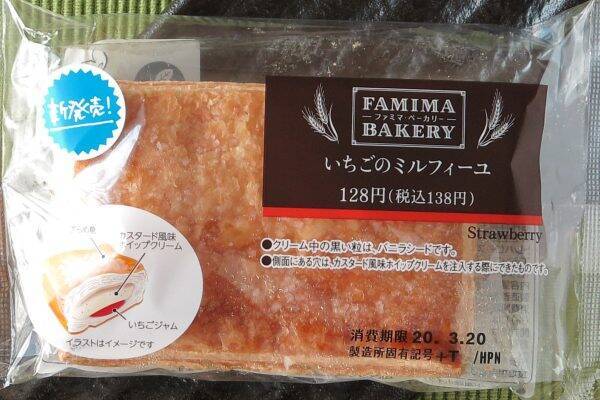 新発売!
FAMIMA
ファミマ・ベーカリー
BAKERY
いちごのミルフィーユ
128円(税込138円)
Strawberry
●クリーム中の黒い粒は、バニラシードです。
●側面にある穴は、カスタード風味ホイップクリームを注入する際にできたものです。
ざらめ糖
カスタード風味
ホイップクリーム
いちごジャム
イラストはイメージです
消費期限 20. 3.20
製造所固有記号 +T /HPN